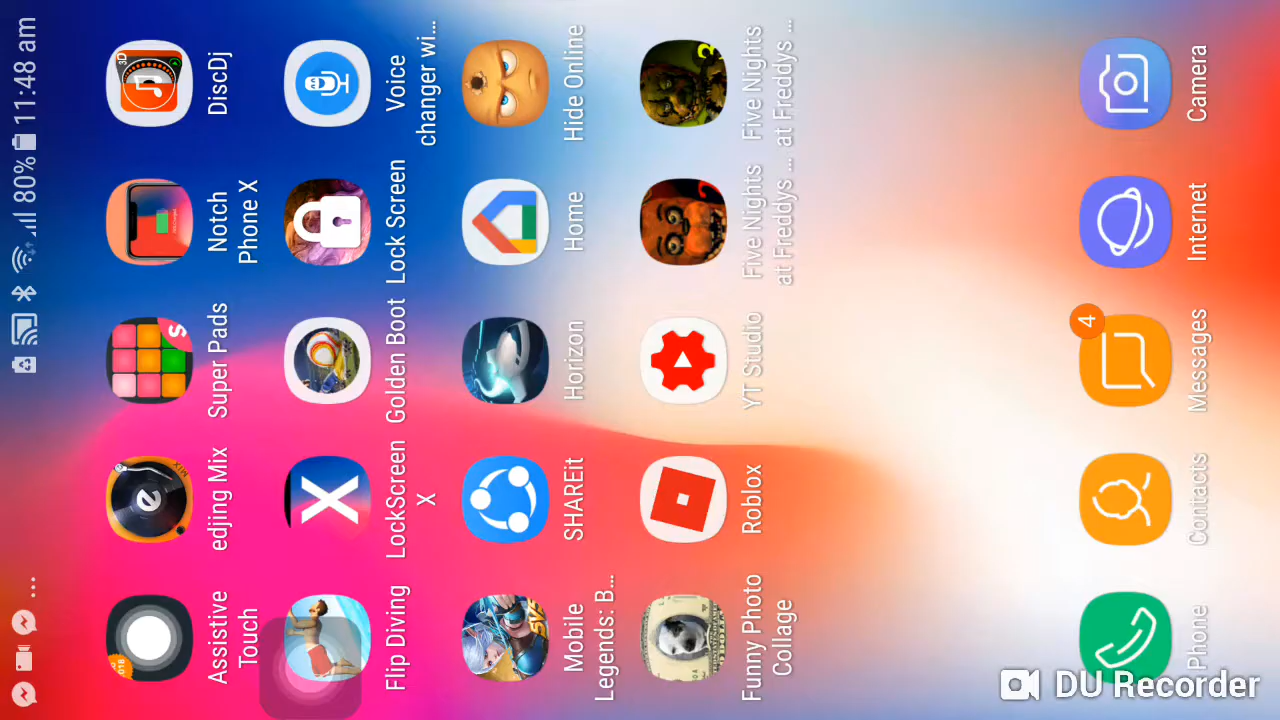 80% 11:48 am
Assistive
Touch
edjing Mix
Super Pads
Notch
Phone X
DiscDj
Flip Diving
LockScreen
X
Golden Boot
Lock Screen
Voice
changer wi...
Mobile
Legends: B...
SHAREit
Horizon
Home
Hide Online
Funny Photo
Collage
Roblox
YT Studio
Five Nights
at Freddys ...
Five Nights
at Freddys ...
Phone
Contacts
4
Messages
Internet
Camera
DU Recorder